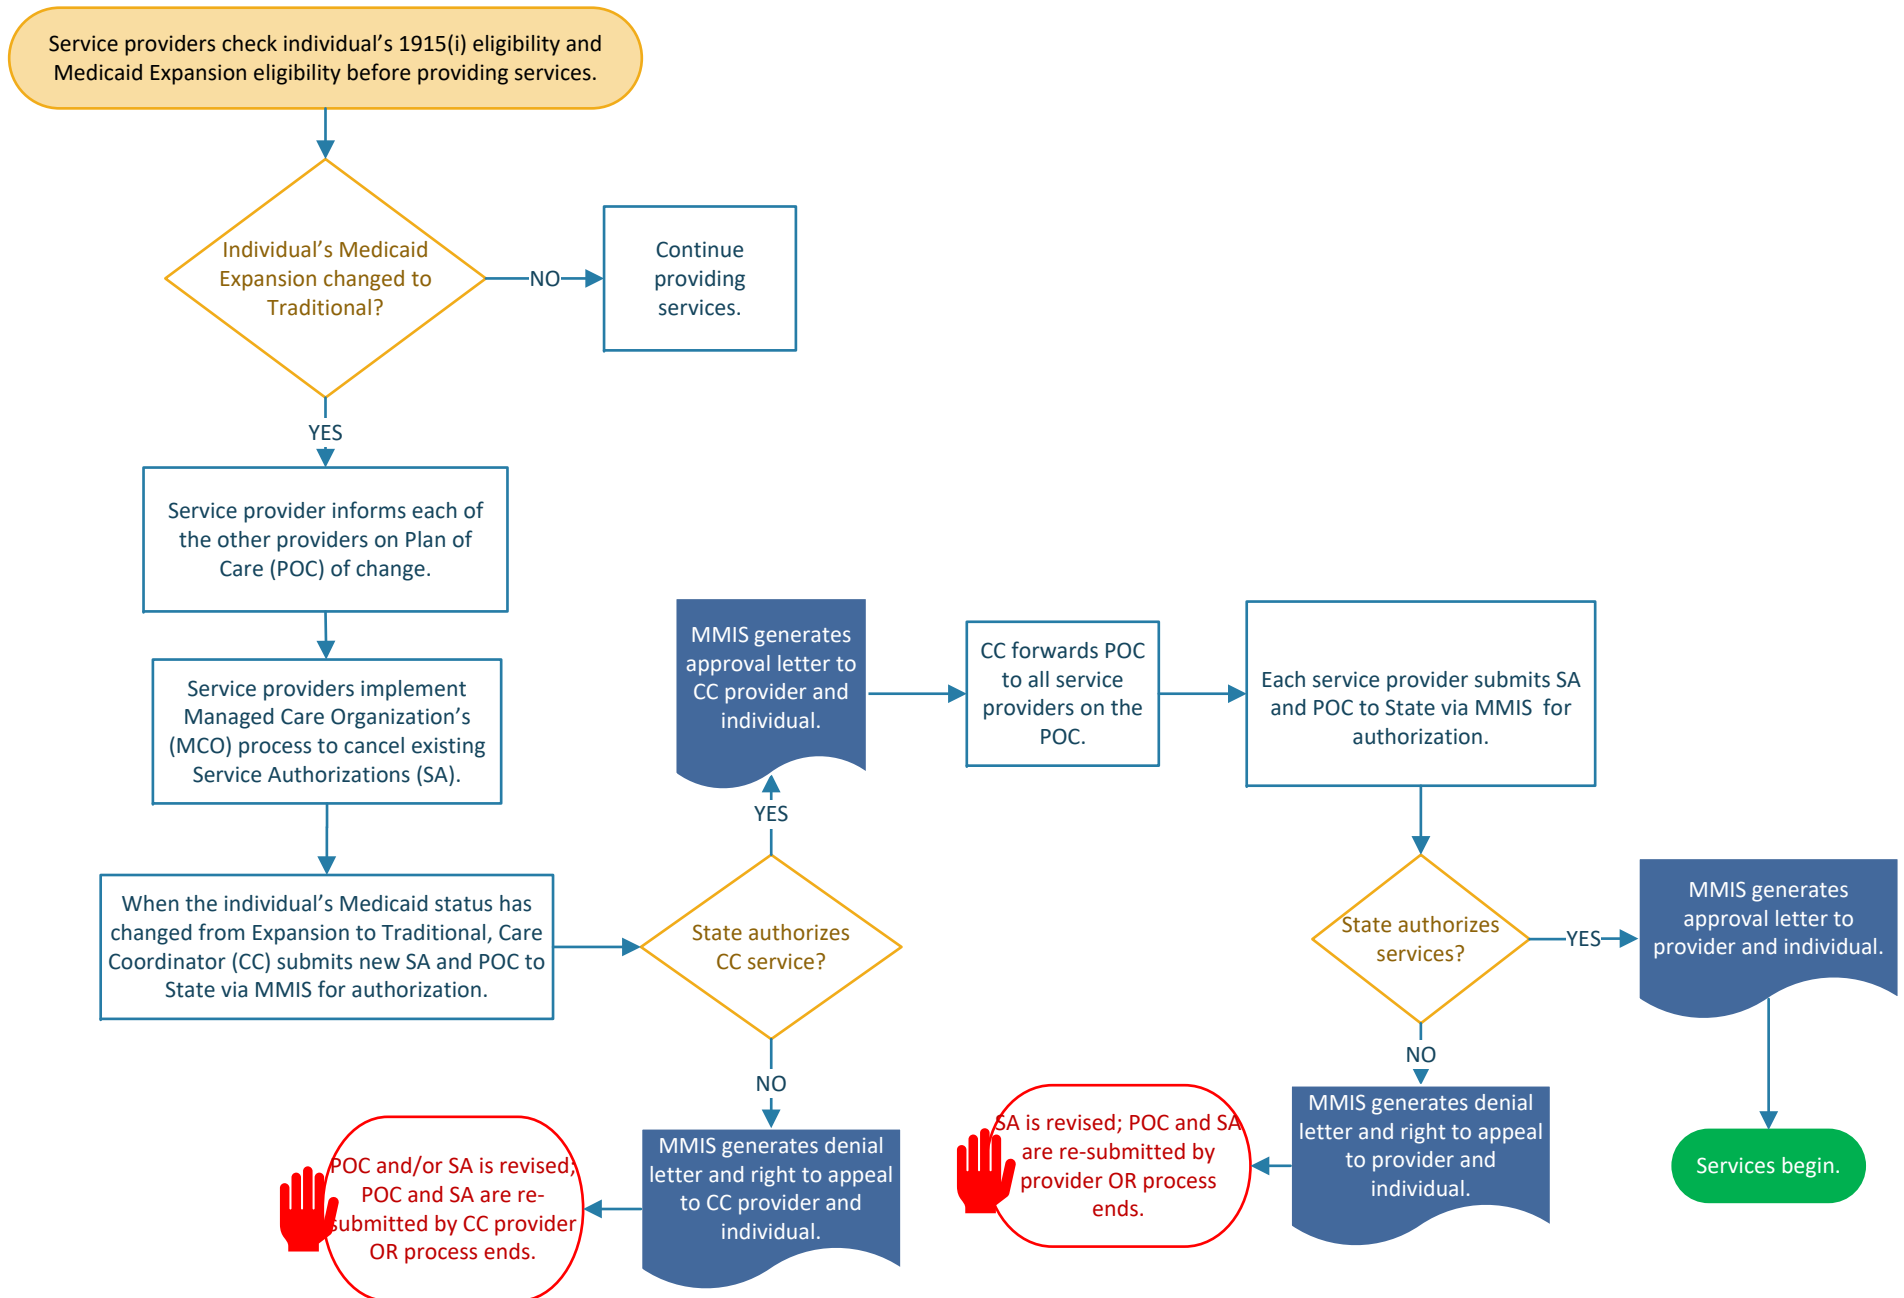 Service providers check individual’s 1915(i) eligibility and
Medicaid Expansion eligibility before providing services.
Individual’s Medicaid
Expansion changed to
Traditional?
NO
Continue
providing
services.
YES
Service provider informs each of
the other providers on Plan of
Care (POC) of change.
Service providers implement
Managed Care Organization’s
(MCO) process to cancel existing
Service Authorizations (SA).
When the individual’s Medicaid status has
changed from Expansion to Traditional, Care
Coordinator (CC) submits new SA and POC to
State via MMIS for authorization.
State authorizes
CC service?
YES
MMIS generates
approval letter to
CC provider and
individual.
CC forwards POC
to all service
providers on the
POC.
Each service provider submits SA
and POC to State via MMIS for
authorization.
State authorizes
services?
YES
MMIS generates
approval letter to
provider and individual.
Services begin.
NO
MMIS generates denial
letter and right to appeal
to provider and
individual.
SA is revised; POC and SA
are re-submitted by
provider OR process
ends.
NO
MMIS generates denial
letter and right to appeal
to CC provider and
individual.
POC and/or SA is revised;
POC and SA are re-
submitted by CC provider
OR process ends.